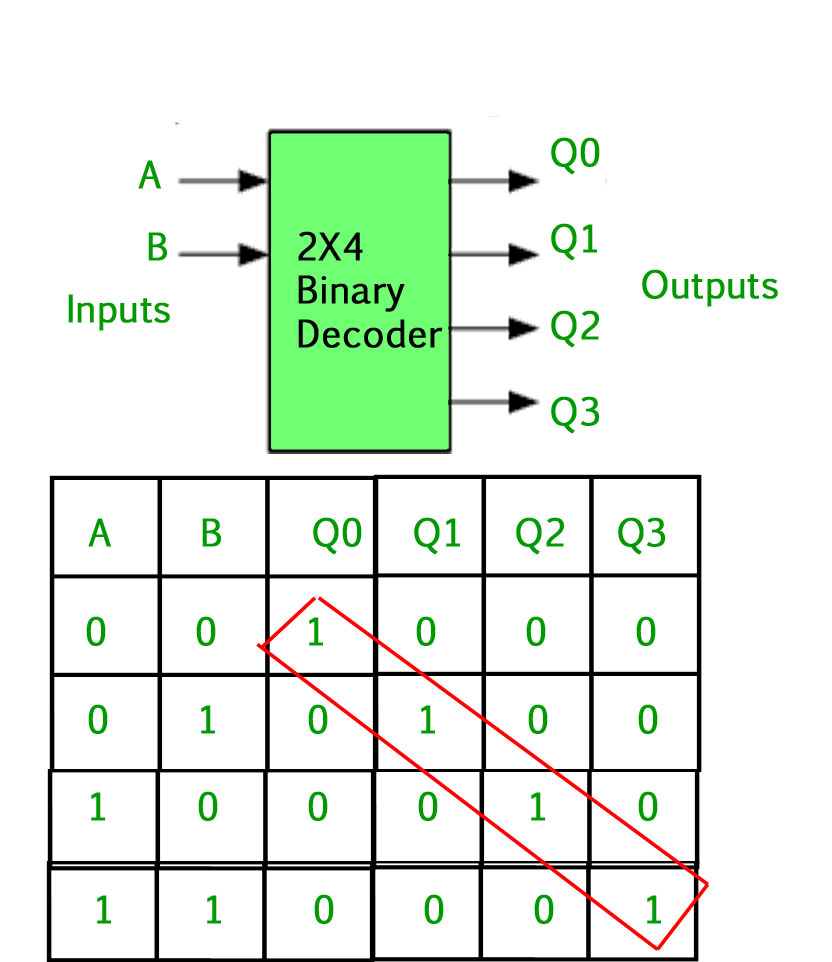 A
B
Inputs
2X4
Binary
Decoder
Q0
Q1
Q2
Q3
Outputs
A B Q0 Q1 Q2 Q3
0 0 1 0 0 0
0 1 0 1 0 0
1 0 0 0 1 0
1 1 0 0 0 1